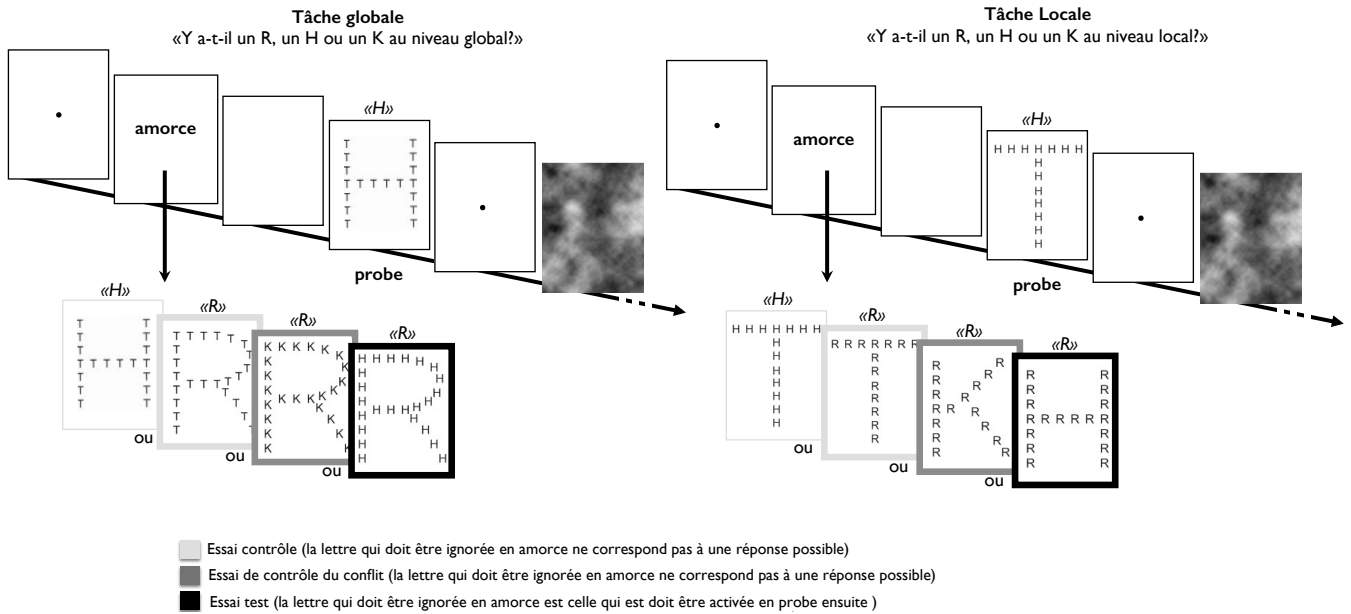 Tâche globale
«Y a-t-il un R, un H ou un K au niveau global?»
amorce
«H»
probe
«H»
«R»
«R»
«R»
ou
ou
ou
Tâche Locale
«Y a-t-il un R, un H ou un K au niveau local?»
amorce
«H»
probe
«H»
«R»
«R»
«R»
ou
ou
ou
Essai contrôle (la lettre qui doit être ignorée en amorce ne correspond pas à une réponse possible)
Essai de contrôle du conflit (la lettre qui doit être ignorée en amorce ne correspond pas à une réponse possible)
Essai test (la lettre qui doit être ignorée en amorce est celle qui est doit être activée en probe ensuite )